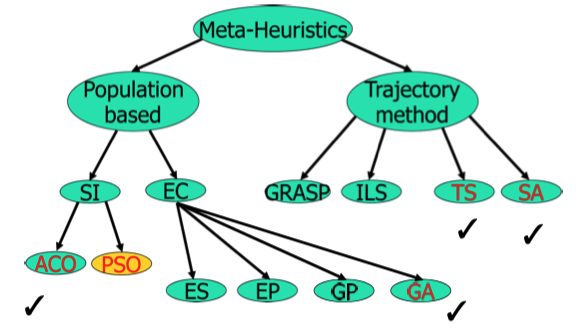 Meta-Heuristics
Population
based
Trajectory
method
SI
EC
GRASP
ILS
TS
SA
ACO
PSO
ES
EP
GP
GA